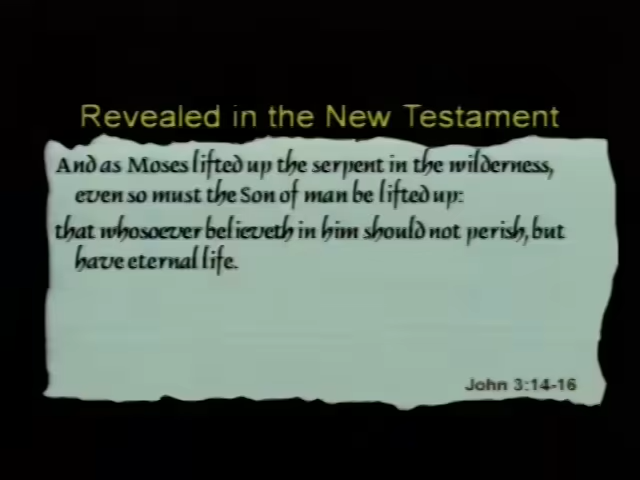 Revealed in the New Testament
And as Moses lifted up the serpent in the wilderness,
even so must the Son of man be lifted up:
that whosoever believeth in him should not perish, but
have eternal life.
John 3:14-16